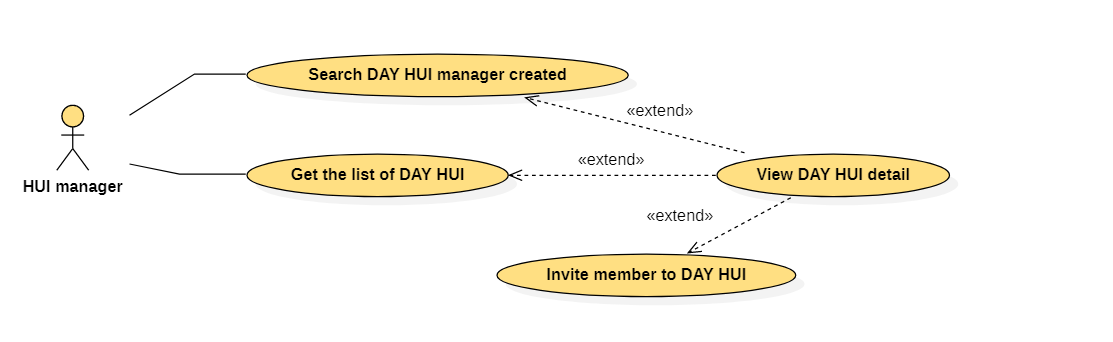 Search DAY HUI manager created
«extend»
«extend»
HUI manager
Get the list of DAY HUI
View DAY HUI detail
«extend»
Invite member to DAY HUI